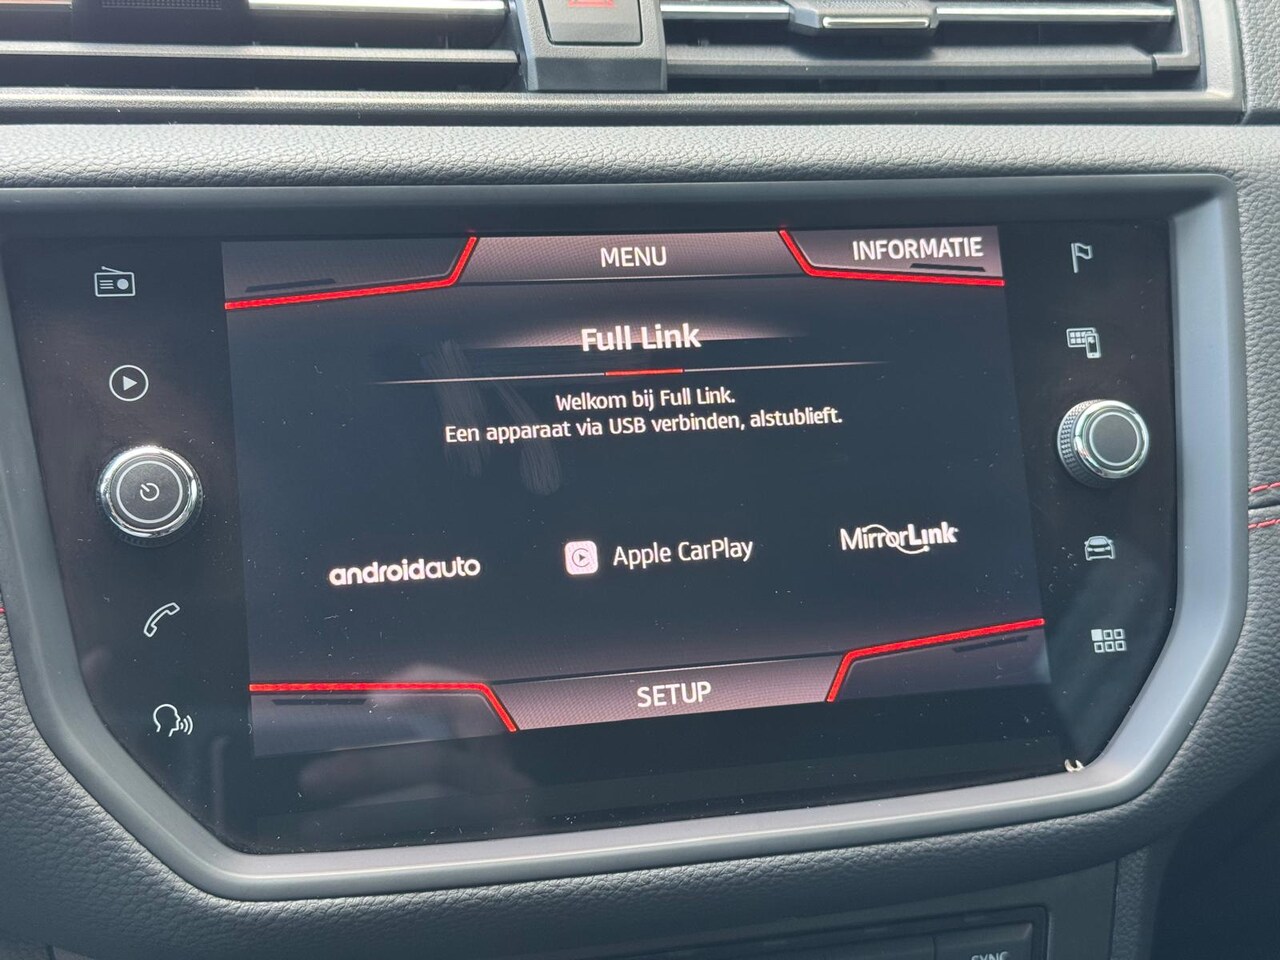 MENU
INFORMATIE
Full Link
Welkom bij Full Link.
Een apparaat via USB verbinden, alstublieft.
androidauto
Apple CarPlay
MirrorLink
SETUP
SYNC